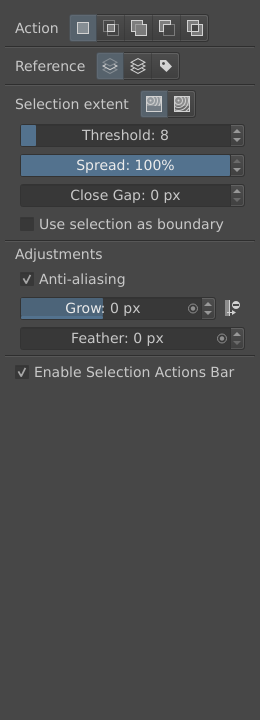 Action
Reference
Selection extent
Threshold: 8
Spread: 100%
Close Gap: 0 px
Use selection as boundary
Adjustments
Anti-aliasing
Grow: 0 px
Feather: 0 px
Enable Selection Actions Bar